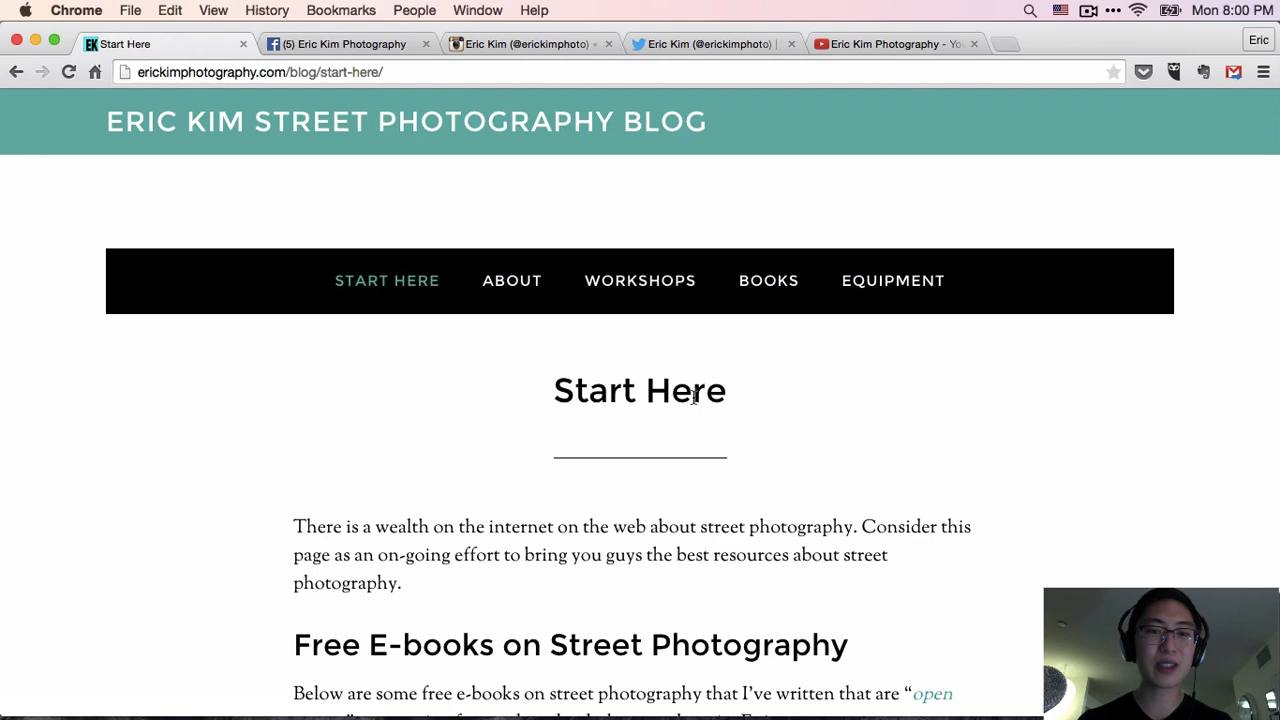 Chrome File Edit View History Bookmarks People Window Help Mon 8:00 PM
Start Here (5) Eric Kim Photography Eric Kim (@erickimphoto) • Eric Kim (@erickimphoto) | Eric Kim Photography - Yo Eric
erickimphotography.com/blog/start-here/
ERIC KIM STREET PHOTOGRAPHY BLOG
START HERE ABOUT WORKSHOPS BOOKS EQUIPMENT
Start Here
There is a wealth on the internet on the web about street photography. Consider this
page as an on-going effort to bring you guys the best resources about street
photography.
Free E-books on Street Photography
Below are some free e-books on street photography that I've written that are “open